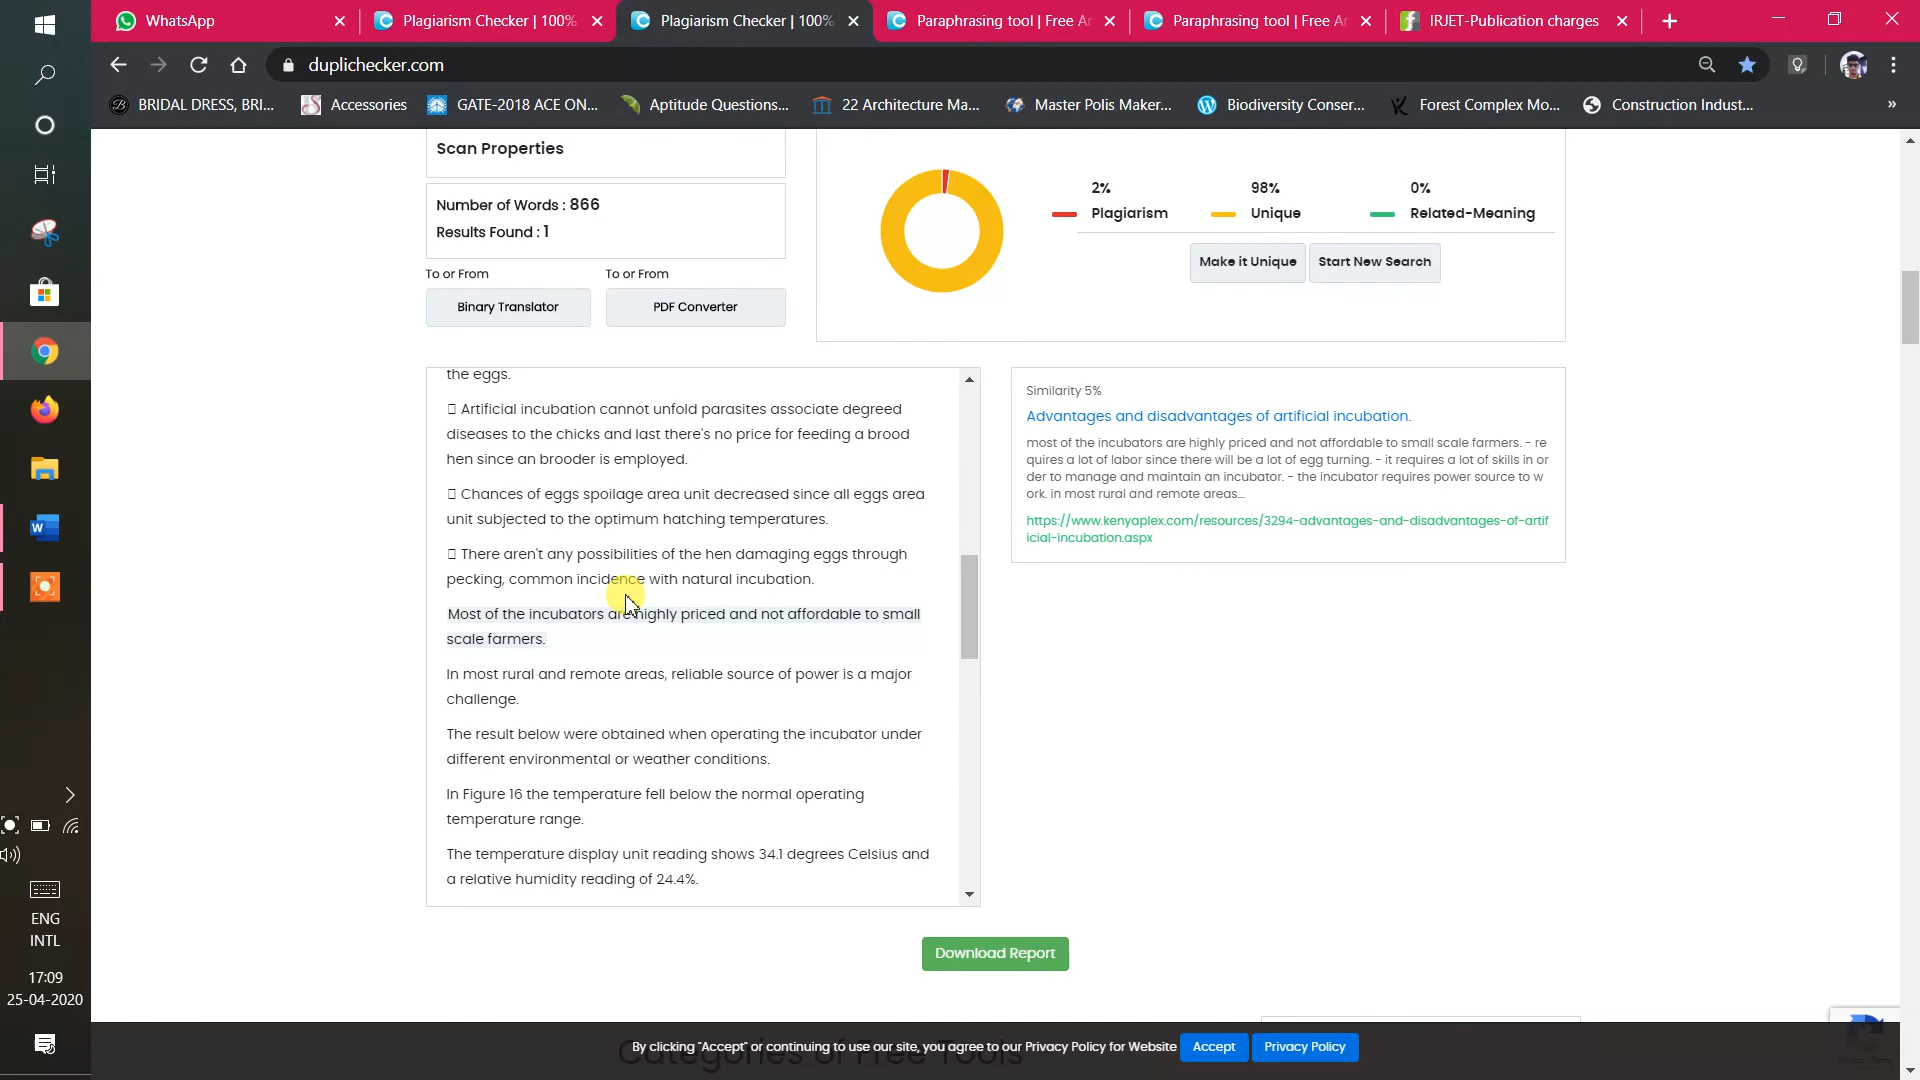 WhatsApp
Plagiarism Checker | 100%
Plagiarism Checker | 100%
Paraphrasing tool | Free Ar
Paraphrasing tool | Free Ar
IRJET-Publication charges
duplichecker.com
BRIDAL DRESS, BRI...
Accessories
GATE-2018 ACE ON...
Aptitude Questions...
22 Architecture Ma...
Master Polis Maker...
Biodiversity Conser...
Forest Complex Mo...
Construction Indust...
»
Scan Properties
Number of Words : 866
Results Found : 1
To or From
To or From
Binary Translator
PDF Converter
2%
Plagiarism
98%
Unique
0%
Related-Meaning
Make it Unique
Start New Search
the eggs.
Artificial incubation cannot unfold parasites associate degreed
diseases to the chicks and last there's no price for feeding a brood
hen since an brooder is employed.
Chances of eggs spoilage area unit decreased since all eggs area
unit subjected to the optimum hatching temperatures.
There aren't any possibilities of the hen damaging eggs through
pecking, common incidence with natural incubation.
Most of the incubators are highly priced and not affordable to small
scale farmers.
In most rural and remote areas, reliable source of power is a major
challenge.
The result below were obtained when operating the incubator under
different environmental or weather conditions.
In Figure 16 the temperature fell below the normal operating
temperature range.
The temperature display unit reading shows 34.1 degrees Celsius and
a relative humidity reading of 24.4%.
Similarity 5%
Advantages and disadvantages of artificial incubation.
most of the incubators are highly priced and not affordable to small scale farmers. - re
quires a lot of labor since there will be a lot of egg turning. - it requires a lot of skills in or
der to manage and maintain an incubator. - the incubator requires power source to w
ork. in most rural and remote areas...
https://www.kenyaplex.com/resources/3294-advantages-and-disadvantages-of-artif
icial-incubation.aspx
Download Report
Categories of Free Tools
By clicking "Accept" or continuing to use our site, you agree to our Privacy Policy for Website
Accept
Privacy Policy
ENG
INTL
17:09
25-04-2020